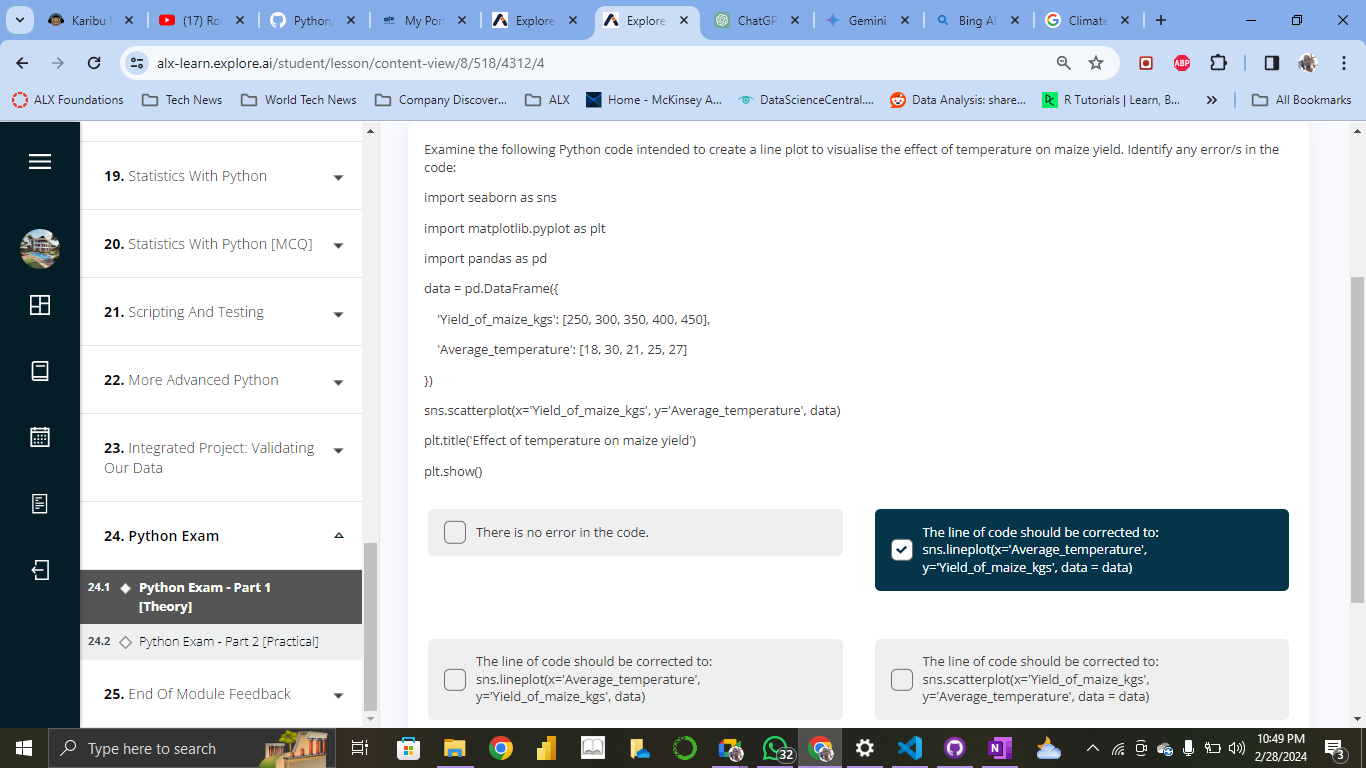 Karibu
(17) Ro
Python
My Por
Explore
Explore
ChatGP
Gemini
Bing AI
Climate
alx-learn.explore.ai/student/lesson/content-view/8/518/4312/4
ABP
ALX Foundations
Tech News
World Tech News
Company Discover...
ALX
Home - McKinsey A...
DataScienceCentral....
Data Analysis: share...
R Tutorials | Learn, B...
All Bookmarks
19. Statistics With Python
20. Statistics With Python [MCQ]
21. Scripting And Testing
22. More Advanced Python
23. Integrated Project: Validating
Our Data
24. Python Exam
24.1 Python Exam - Part 1
[Theory]
24.2 Python Exam - Part 2 [Practical]
25. End Of Module Feedback
Examine the following Python code intended to create a line plot to visualise the effect of temperature on maize yield. Identify any error/s in the
code:
import seaborn as sns
import matplotlib.pyplot as plt
import pandas as pd
data = pd.DataFrame({
'Yield_of_maize_kgs': [250, 300, 350, 400, 450],
'Average_temperature': [18, 30, 21, 25, 27]
})
sns.scatterplot(x='Yield_of_maize_kgs', y='Average_temperature', data)
plt.title('Effect of temperature on maize yield')
plt.show()
There is no error in the code.
The line of code should be corrected to:
sns.lineplot(x='Average_temperature',
y='Yield_of_maize_kgs', data = data)
The line of code should be corrected to:
sns.lineplot(x='Average_temperature',
y='Yield_of_maize_kgs', data)
The line of code should be corrected to:
sns.scatterplot(x='Yield_of_maize_kgs',
y='Average_temperature', data = data)
Type here to search
32
10:49 PM
2/28/2024
3